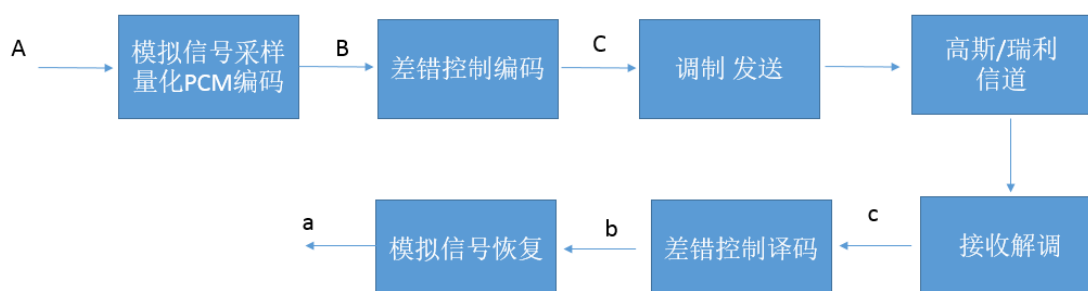 A
模拟信号采样
量化PCM编码
B
差错控制编码
C
调制 发送
高斯/瑞利
信道
a
模拟信号恢复
b
差错控制译码
c
接收解调